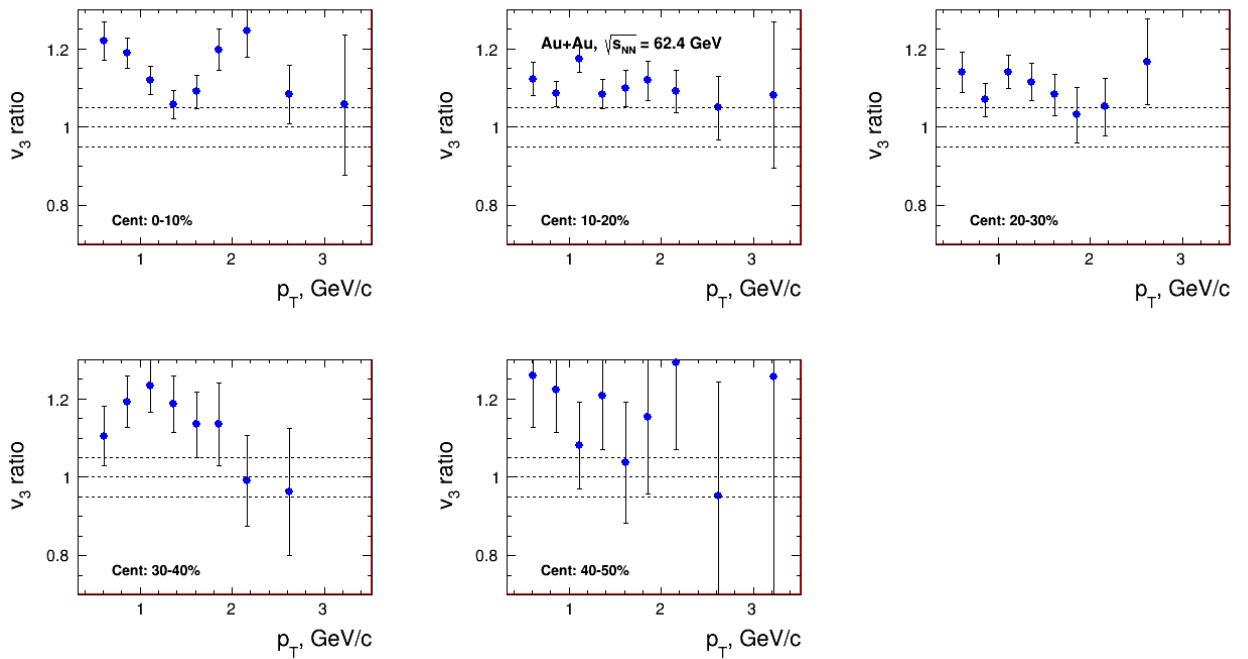 v3 ratio
1.2
1
0.8
Cent: 0-10%
1 2 3
pT, GeV/c
v3 ratio
1.2
1
0.8
Au+Au, √sNN = 62.4 GeV
Cent: 10-20%
1 2 3
pT, GeV/c
v3 ratio
1.2
1
0.8
Cent: 20-30%
1 2 3
pT, GeV/c
v3 ratio
1.2
1
0.8
Cent: 30-40%
1 2 3
pT, GeV/c
v3 ratio
1.2
1
0.8
Cent: 40-50%
1 2 3
pT, GeV/c